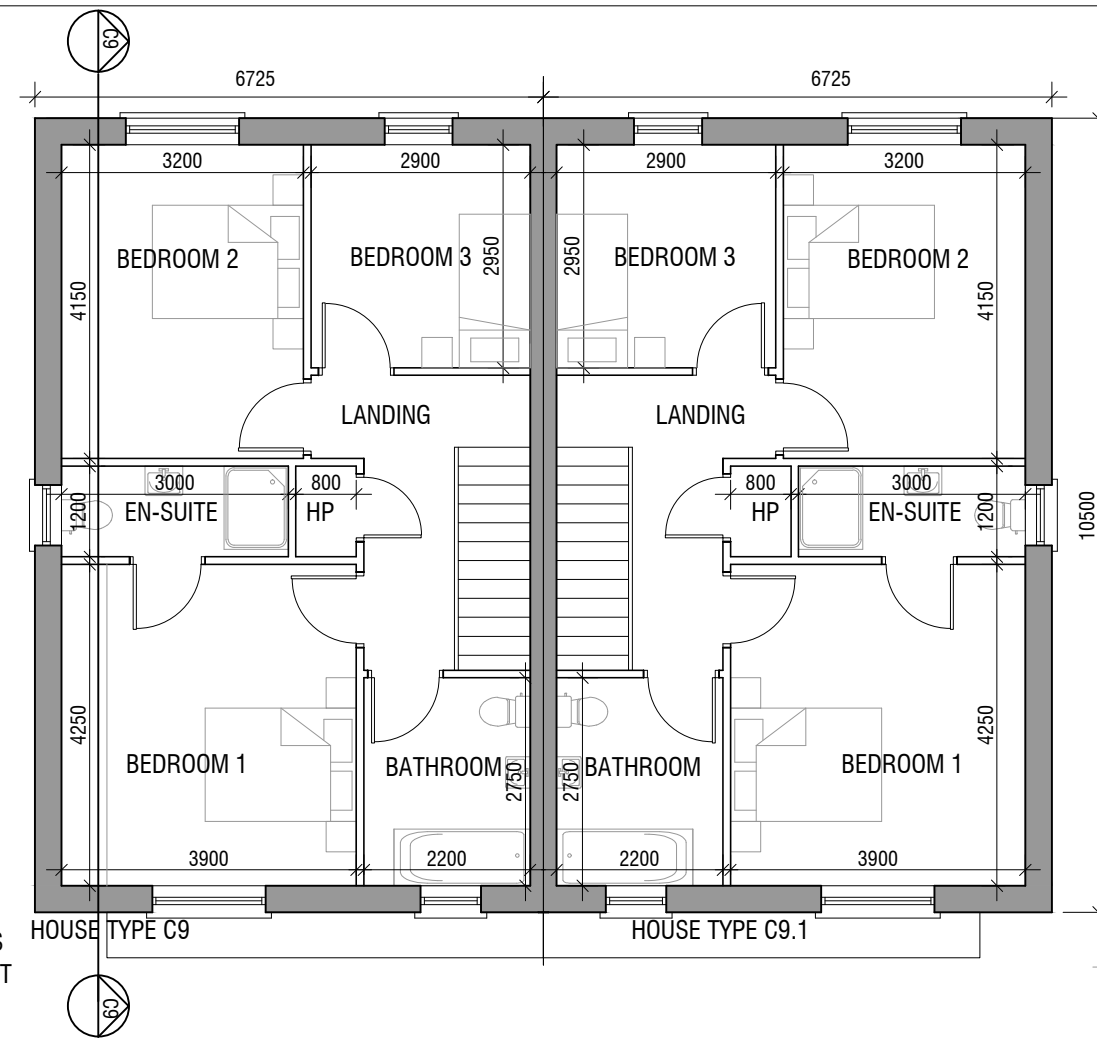 C9
6725 6725
3200 2900 2900 3200
BEDROOM 2 BEDROOM 3 BEDROOM 3 BEDROOM 2
4150 2950 2950 4150
LANDING LANDING
3000 800 800 3000
1200 EN-SUITE HP HP EN-SUITE 1200
10500
4250 4250
BEDROOM 1 BATHROOM BATHROOM BEDROOM 1
2750 2750
3900 2200 2200 3900
HOUSE TYPE C9 HOUSE TYPE C9.1
S
T
C9